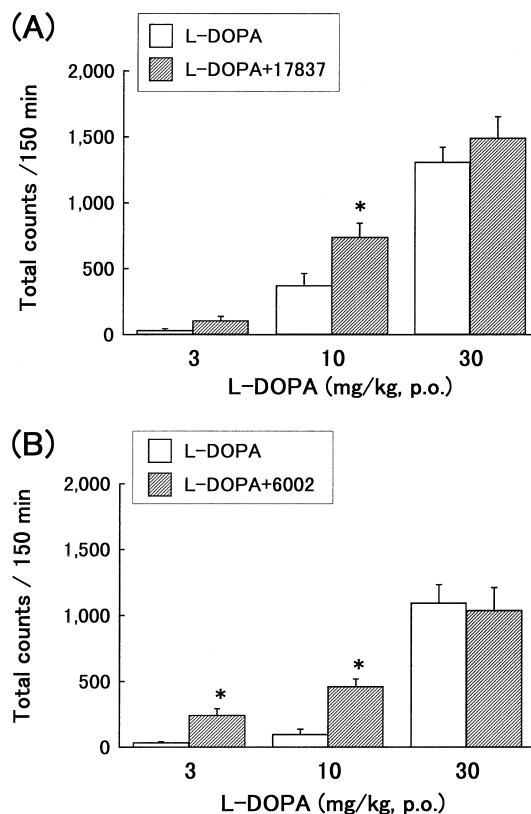 (A)
L-DOPA
L-DOPA+17837
2,000
1,500
1,000
500
0
Total counts /150 min
*
3 10 30
L-DOPA (mg/kg, p.o.)
(B)
L-DOPA
L-DOPA+6002
2,000
1,500
1,000
500
0
Total counts / 150 min
* *
3 10 30
L-DOPA (mg/kg, p.o.)